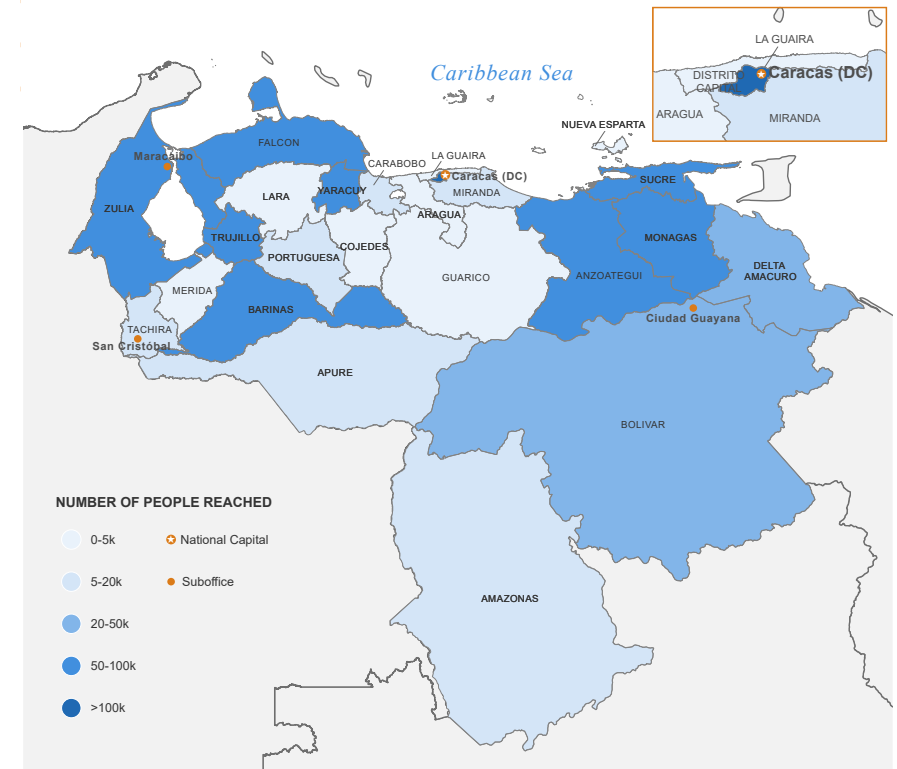 LA GUAIRA
DISTRITO
CAPITAL
Caracas (DC)
ARAGUA
MIRANDA
Caribbean Sea
NUEVA ESPARTA
FALCON
Maracaibo
CARABOBO
LA GUAIRA
Caracas (DC)
MIRANDA
SUCRE
ZULIA
LARA
YARACUY
ARAGUA
TRUJILLO
COJEDES
MONAGAS
PORTUGUESA
DELTA
AMACURO
MERIDA
GUARICO
ANZOATEGUI
BARINAS
Ciudad Guayana
TACHIRA
San Cristóbal
APURE
BOLIVAR
AMAZONAS
NUMBER OF PEOPLE REACHED
0-5k
National Capital
5-20k
Suboffice
20-50k
50-100k
>100k